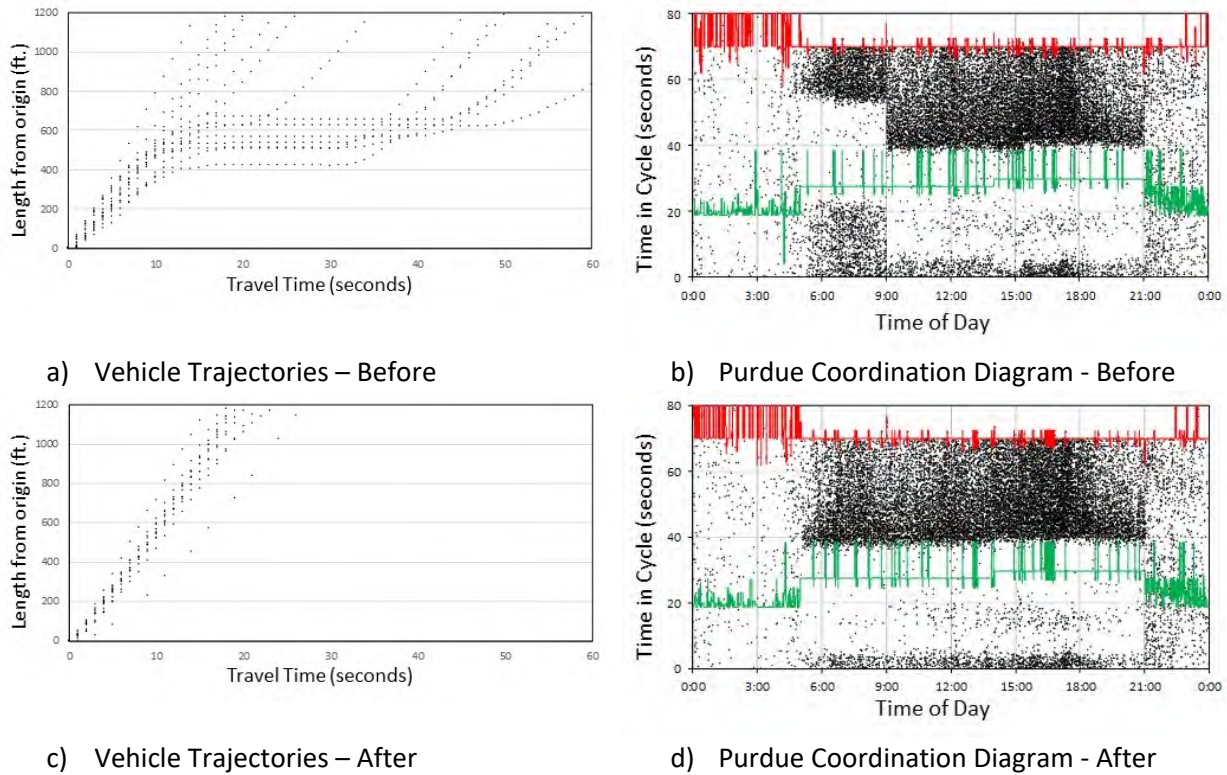 1200
1000
800
600
400
200
0
Length from origin (ft.)
0 10 20 30 40 50 60
Travel Time (seconds)
80
60
40
20
0
Time in Cycle (seconds)
0:00 3:00 6:00 9:00 12:00 15:00 18:00 21:00 0:00
Time of Day
a) Vehicle Trajectories – Before
b) Purdue Coordination Diagram - Before
1200
1000
800
600
400
200
0
Length from origin (ft.)
0 10 20 30 40 50 60
Travel Time (seconds)
80
60
40
20
0
Time in Cycle (seconds)
0:00 3:00 6:00 9:00 12:00 15:00 18:00 21:00 0:00
Time of Day
c) Vehicle Trajectories – After
d) Purdue Coordination Diagram - After